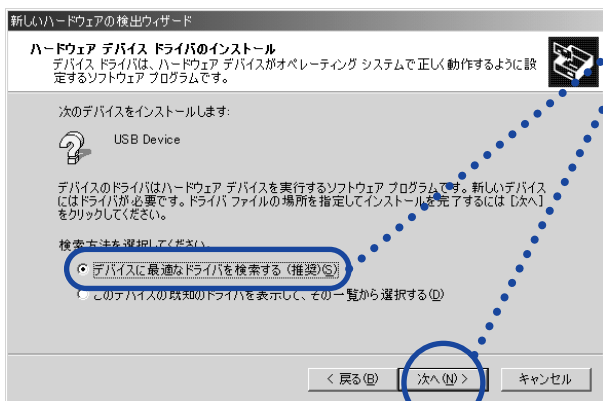 新しいハードウェアの検出ウィザード
ハードウェア デバイス ドライバのインストール
デバイス ドライバは、ハードウェア デバイスがオペレーティング システムで正しく動作するように設
定するソフトウェア プログラムです。
次のデバイスをインストールします:
USB Device
デバイスのドライバはハードウェア デバイスを実行するソフトウェア プログラムです。新しいデバイス
にはドライバが必要です。ドライバ ファイルの場所を指定してインストールを完了するには [次へ]
をクリックしてください。
検索方法を選択してください。
デバイスに最適なドライバを検索する (推奨)(S)
このデバイスの既知のドライバを表示して、その一覧から選択する(D)
< 戻る(B)
次へ(N) >
キャンセル